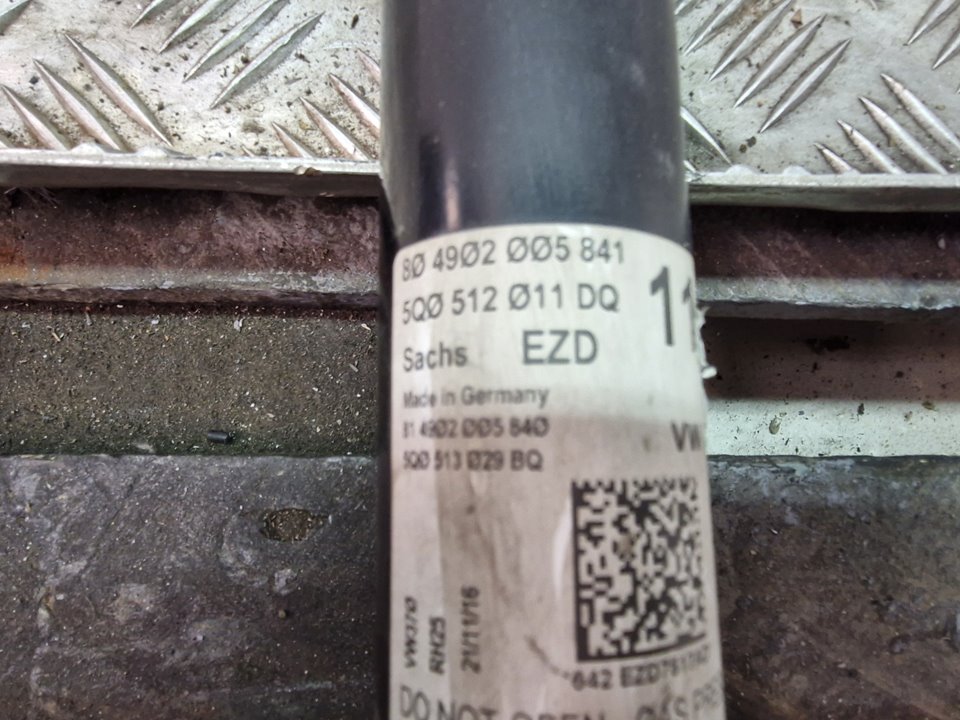 8Ø 49Ø2 ØØ5 841
5QØ 512 Ø11 DQ
11
Sachs EZD
Made in Germany
81 49Ø2 ØØ5 84Ø
5QØ 513 Ø29 BQ
VW
VW370
RH25
21/11/16
DO NOT OPEN